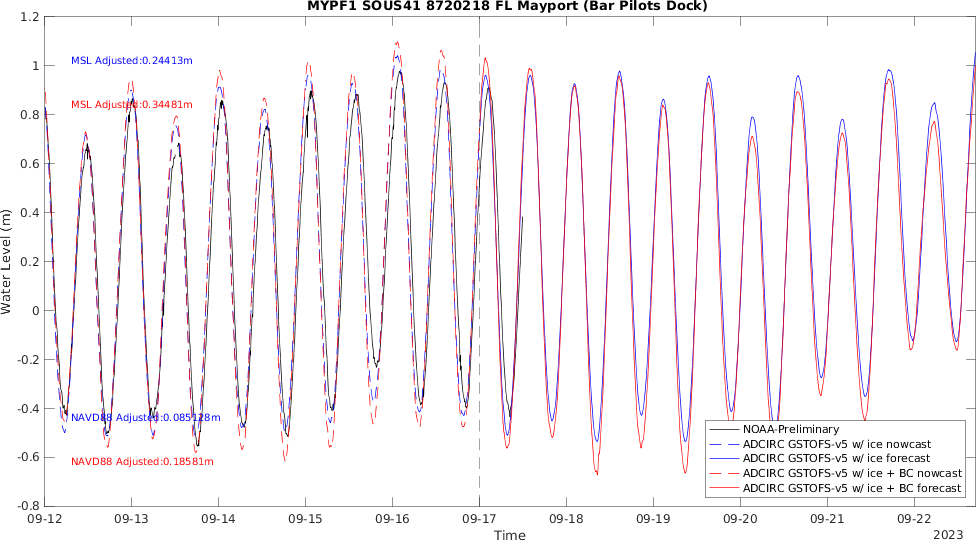 MYPF1 SOUS41 8720218 FL Mayport (Bar Pilots Dock)
1.2
1
0.8
0.6
0.4
0.2
0
-0.2
-0.4
-0.6
-0.8
Water Level (m)
MSL Adjusted:0.24413m
MSL Adjusted:0.34481m
NAVD88 Adjusted:0.085128m
NAVD88 Adjusted:0.18581m
NOAA-Preliminary
ADCIRC GSTOFS-v5 w/ ice nowcast
ADCIRC GSTOFS-v5 w/ ice forecast
ADCIRC GSTOFS-v5 w/ ice + BC nowcast
ADCIRC GSTOFS-v5 w/ ice + BC forecast
09-12 09-13 09-14 09-15 09-16 09-17 09-18 09-19 09-20 09-21 09-22
Time
2023